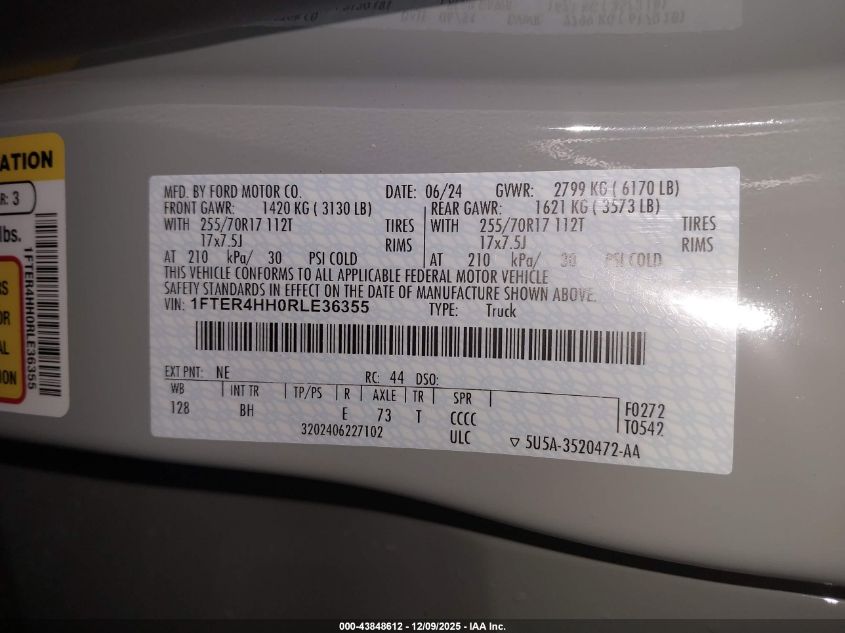 ATION
R: 3
lbs.
RS
OR
AL
ION
1FTER4HH0RLE36355
MFD. BY FORD MOTOR CO. DATE: 06/24 GVWR: 2799 KG ( 6170 LB)
FRONT GAWR: 1420 KG ( 3130 LB) REAR GAWR: 1621 KG ( 3573 LB)
WITH 255/70R17 112T TIRES WITH 255/70R17 112T TIRES
17x7.5J RIMS 17x7.5J RIMS
AT 210 kPa/ 30 PSI COLD AT 210 kPa/ 30 PSI COLD
THIS VEHICLE CONFORMS TO ALL APPLICABLE FEDERAL MOTOR VEHICLE
SAFETY STANDARDS IN EFFECT ON THE DATE OF MANUFACTURE SHOWN ABOVE.
VIN: 1FTER4HH0RLE36355 TYPE: Truck
EXT PNT: NE RC: 44 DSO:
WB INT TR TP/PS R AXLE TR SPR
128 BH E 73 T CCCC F0272
3202406227102 ULC T0542
5U5A-3520472-AA
000-43848612 - 12/09/2025 - IAA Inc.